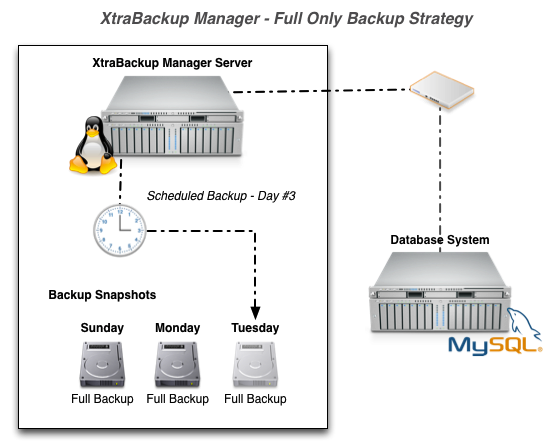 XtraBackup Manager - Full Only Backup Strategy
XtraBackup Manager Server
Scheduled Backup - Day #3
Database System
MySQL®
Backup Snapshots
Sunday Monday Tuesday
Full Backup Full Backup Full Backup